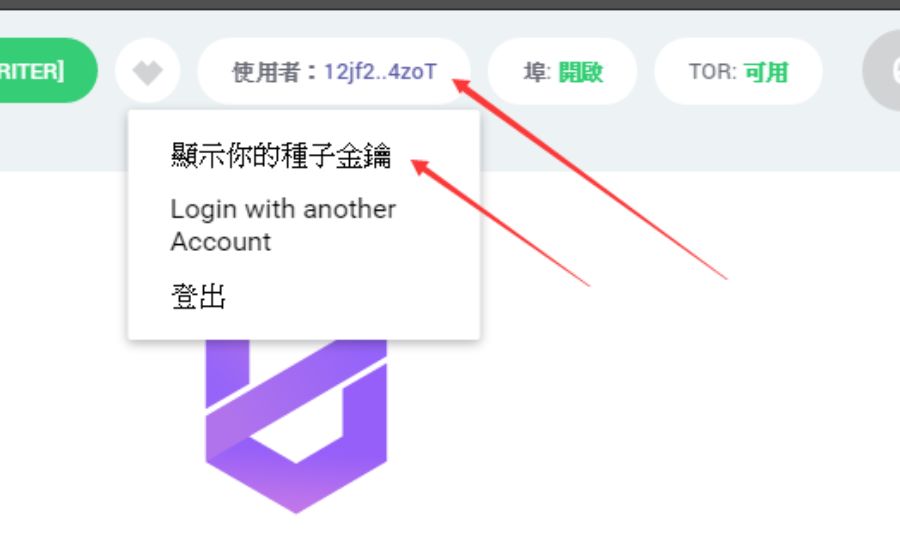 RITER]
使用者：12jf2..4zoT
埠: 開啟
TOR: 可用
顯示你的種子金鑰
Login with another
Account
登出